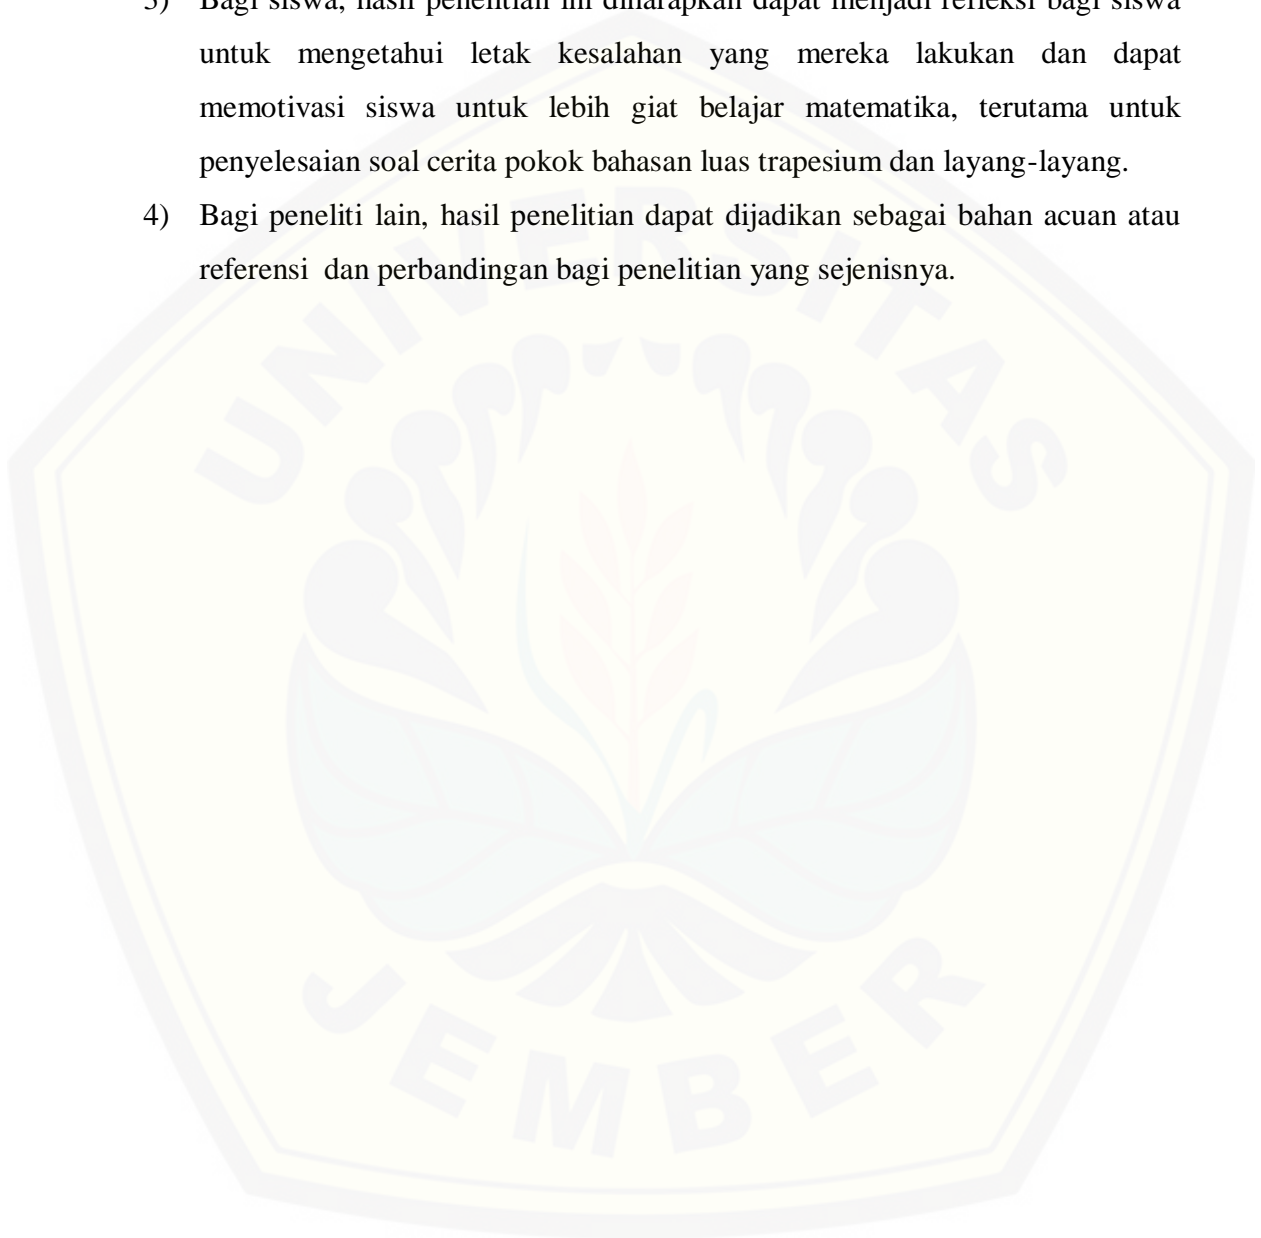 3) Bagi siswa, hasil penelitian ini diharapkan dapat menjadi refleksi bagi siswa
untuk mengetahui letak kesalahan yang mereka lakukan dan dapat
memotivasi siswa untuk lebih giat belajar matematika, terutama untuk
penyelesaian soal cerita pokok bahasan luas trapesium dan layang-layang.
4) Bagi peneliti lain, hasil penelitian dapat dijadikan sebagai bahan acuan atau
referensi dan perbandingan bagi penelitian yang sejenisnya.
UNIVERSITAS
JEMBER